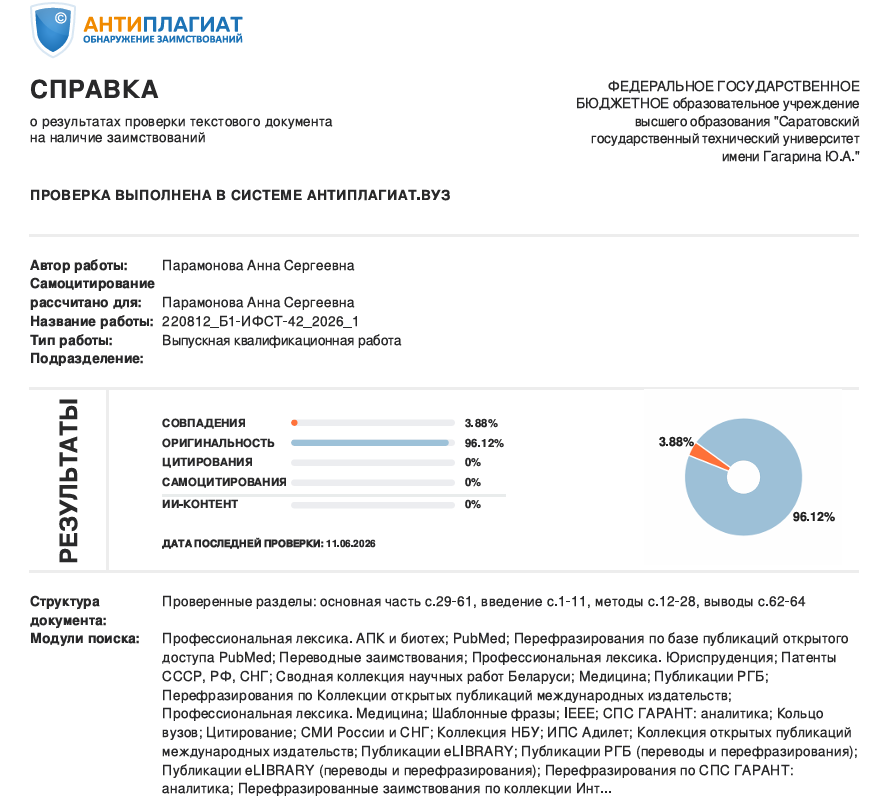 ©
АНТИПЛАГИАТ
ОБНАРУЖЕНИЕ ЗАИМСТВОВАНИЙ
СПРАВКА
о результатах проверки текстового документа
на наличие заимствований
ФЕДЕРАЛЬНОЕ ГОСУДАРСТВЕННОЕ
БЮДЖЕТНОЕ образовательное учреждение
высшего образования "Саратовский
государственный технический университет
имени Гагарина Ю.А."
ПРОВЕРКА ВЫПОЛНЕНА В СИСТЕМЕ АНТИПЛАГИАТ.ВУЗ
Автор работы: Парамонова Анна Сергеевна
Самоцитирование
рассчитано для: Парамонова Анна Сергеевна
Название работы: 220812_Б1-ИФСТ-42_2026_1
Тип работы: Выпускная квалификационная работа
Подразделение:
РЕЗУЛЬТАТЫ
СОВПАДЕНИЯ 3.88%
ОРИГИНАЛЬНОСТЬ 96.12%
ЦИТИРОВАНИЯ 0%
САМОЦИТИРОВАНИЯ 0%
ИИ-КОНТЕНТ 0%
ДАТА ПОСЛЕДНЕЙ ПРОВЕРКИ: 11.06.2026
3.88%
96.12%
Структура
документа:
Проверенные разделы: основная часть с.29-61, введение с.1-11, методы с.12-28, выводы с.62-64
Модули поиска:
Профессиональная лексика. АПК и биотех; PubMed; Перефразирования по базе публикаций открытого
доступа PubMed; Переводные заимствования; Профессиональная лексика. Юриспруденция; Патенты
СССР, РФ, СНГ; Сводная коллекция научных работ Беларуси; Медицина; Публикации РГБ;
Перефразирования по Коллекции открытых публикаций международных издательств;
Профессиональная лексика. Медицина; Шаблонные фразы; IEEE; СПС ГАРАНТ: аналитика; Кольцо
вузов; Цитирование; СМИ России и СНГ; Коллекция НБУ; ИПС Адилет; Коллекция открытых публикаций
международных издательств; Публикации eLIBRARY; Публикации РГБ (переводы и перефразирования);
Публикации eLIBRARY (переводы и перефразирования); Перефразирования по СПС ГАРАНТ:
аналитика; Перефразированные заимствования по коллекции Инт...